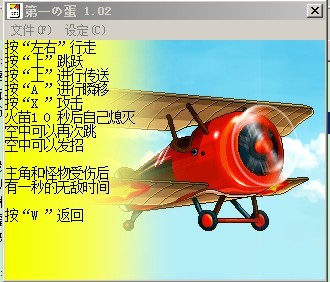 第一の蛋 1.02
文件(F) 设定(C)
按“左右”行走
按“上”跳跃
按“上”进行传送
按“A ”进行瞬移
按“X ”攻击
火苗10 秒后自己熄灭
空中可以再次跳
空中可以发招
主角和怪物受伤后
有一秒的无敌时间
按“W ”返回